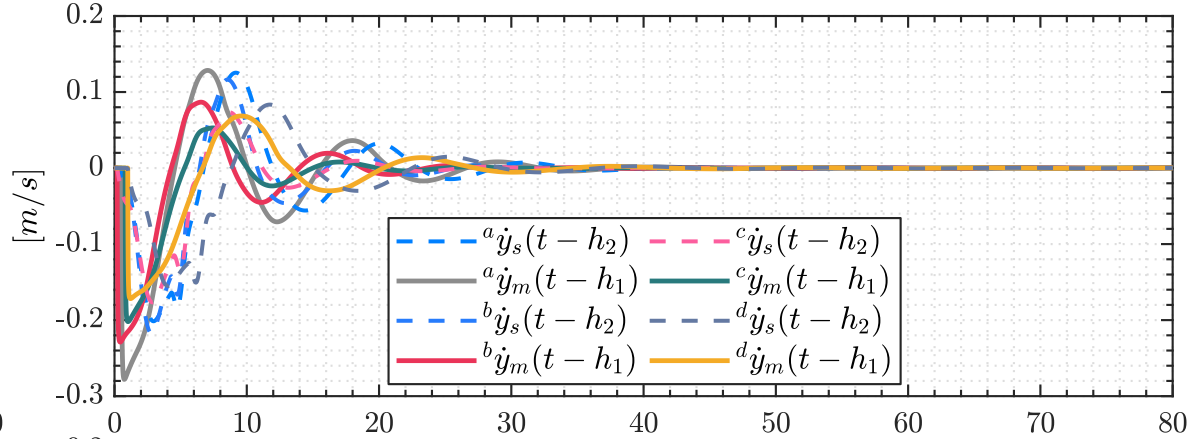 0.2
0.1
0
-0.1
-0.2
-0.3
[m/s]
ᵃẏₛ(t − h₂) ᶜẏₛ(t − h₂)
ᵃẏₘ(t − h₁) ᶜẏₘ(t − h₁)
ᵇẏₛ(t − h₂) ᵈẏₛ(t − h₂)
ᵇẏₘ(t − h₁) ᵈẏₘ(t − h₁)
0 10 20 30 40 50 60 70 80